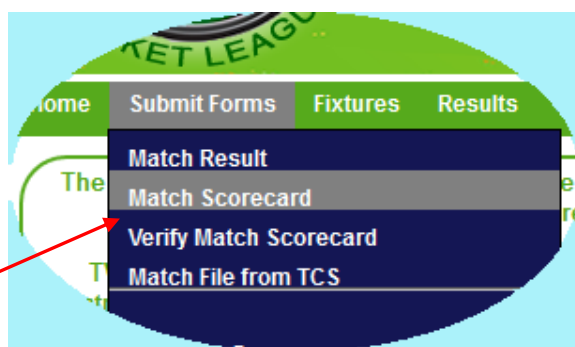 KET LEAG
ome Submit Forms Fixtures Results
The
Match Result
Match Scorecard
Verify Match Scorecard
Match File from TCS